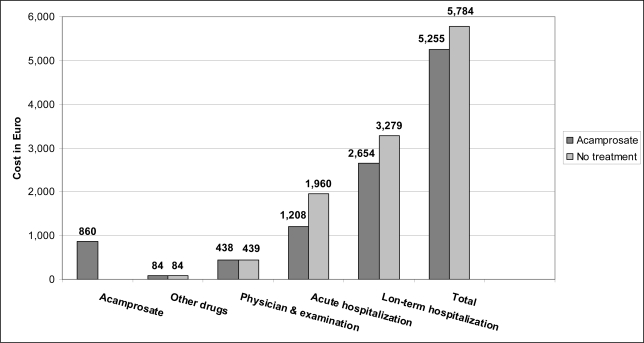 6,000
5,000
4,000
3,000
2,000
1,000
0
Cost in Euro
860
84 84
438 439
1,208
1,960
2,654
3,279
5,255
5,784
Acamprosate
Other drugs
Physician & examination
Acute hospitalization
Lon-term hospitalization
Total
Acamprosate
No treatment